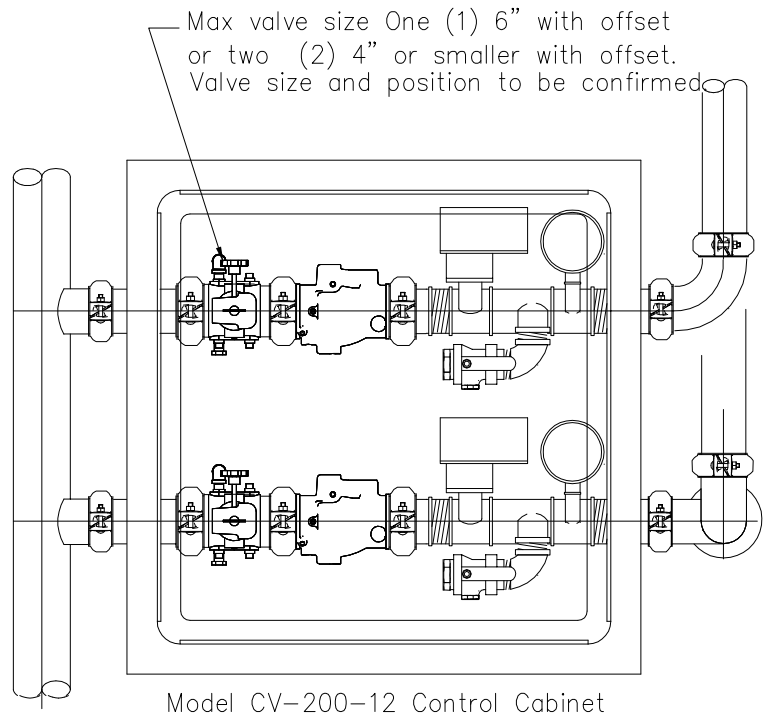 Max valve size One (1) 6” with offset
or two (2) 4” or smaller with offset.
Valve size and position to be confirmed
Model CV-200-12 Control Cabinet